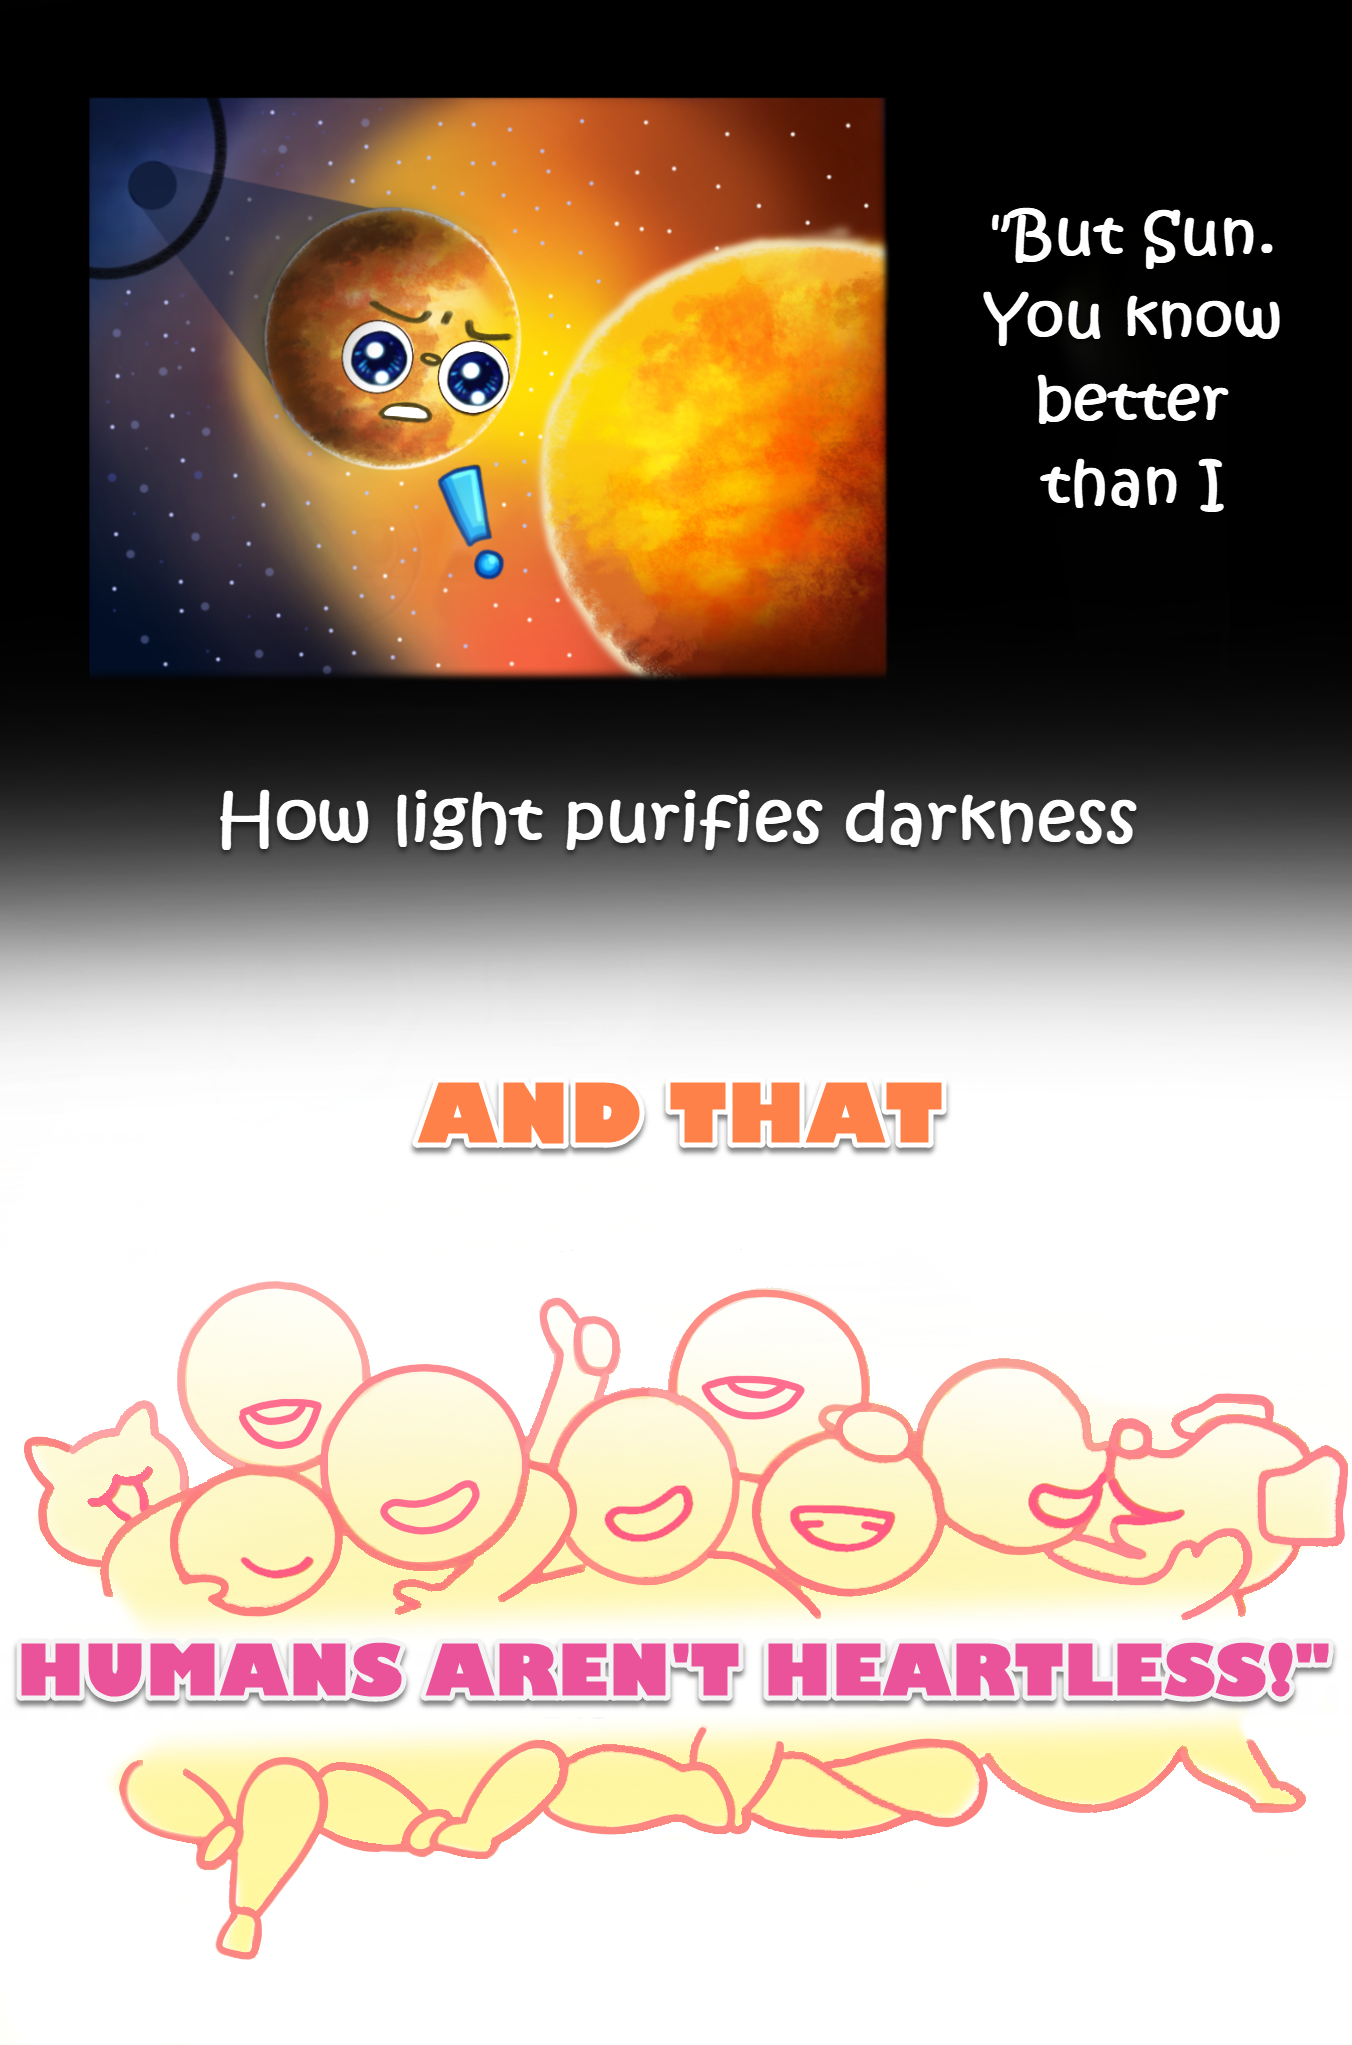 "But Sun.
You know
better
than I
How light purifies darkness
AND THAT
HUMANS AREN'T HEARTLESS!"